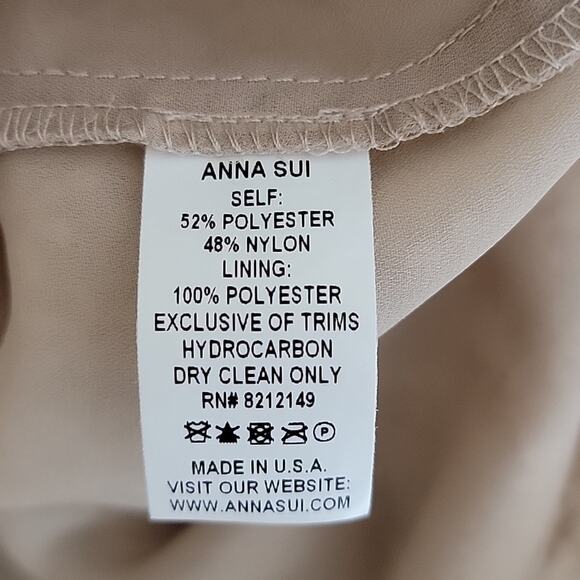 ANNA SUI
SELF:
52% POLYESTER
48% NYLON
LINING:
100% POLYESTER
EXCLUSIVE OF TRIMS
HYDROCARBON
DRY CLEAN ONLY
RN# 8212149
P
MADE IN U.S.A.
VISIT OUR WEBSITE:
WWW.ANNASUI.COM